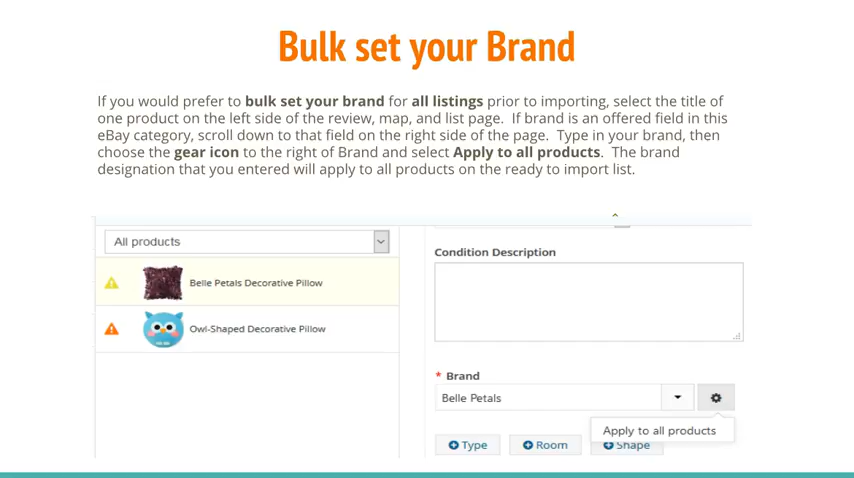 Bulk set your Brand
If you would prefer to bulk set your brand for all listings prior to importing, select the title of
one product on the left side of the review, map, and list page.  If brand is an offered field in this
eBay category, scroll down to that field on the right side of the page.  Type in your brand, then
choose the gear icon to the right of Brand and select Apply to all products.  The brand
designation that you entered will apply to all products on the ready to import list.
All products
Belle Petals Decorative Pillow
Owl-Shaped Decorative Pillow
Condition Description
* Brand
Belle Petals
Apply to all products
Type Room Shape